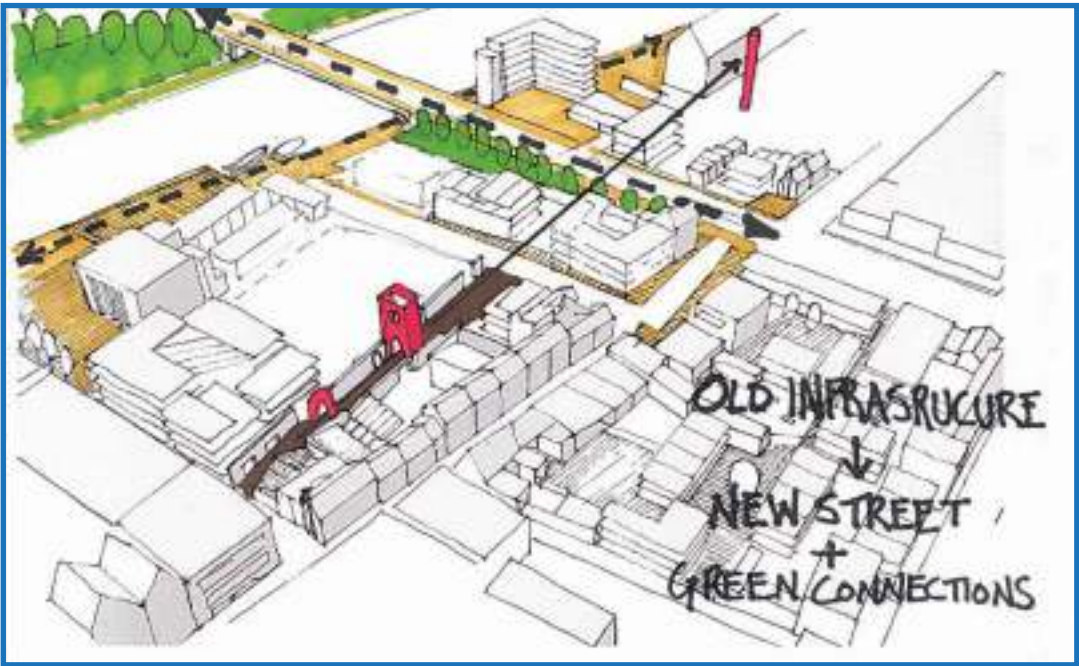 OLD INFRASRUCURE
↓
NEW STREET
+
GREEN CONNECTIONS